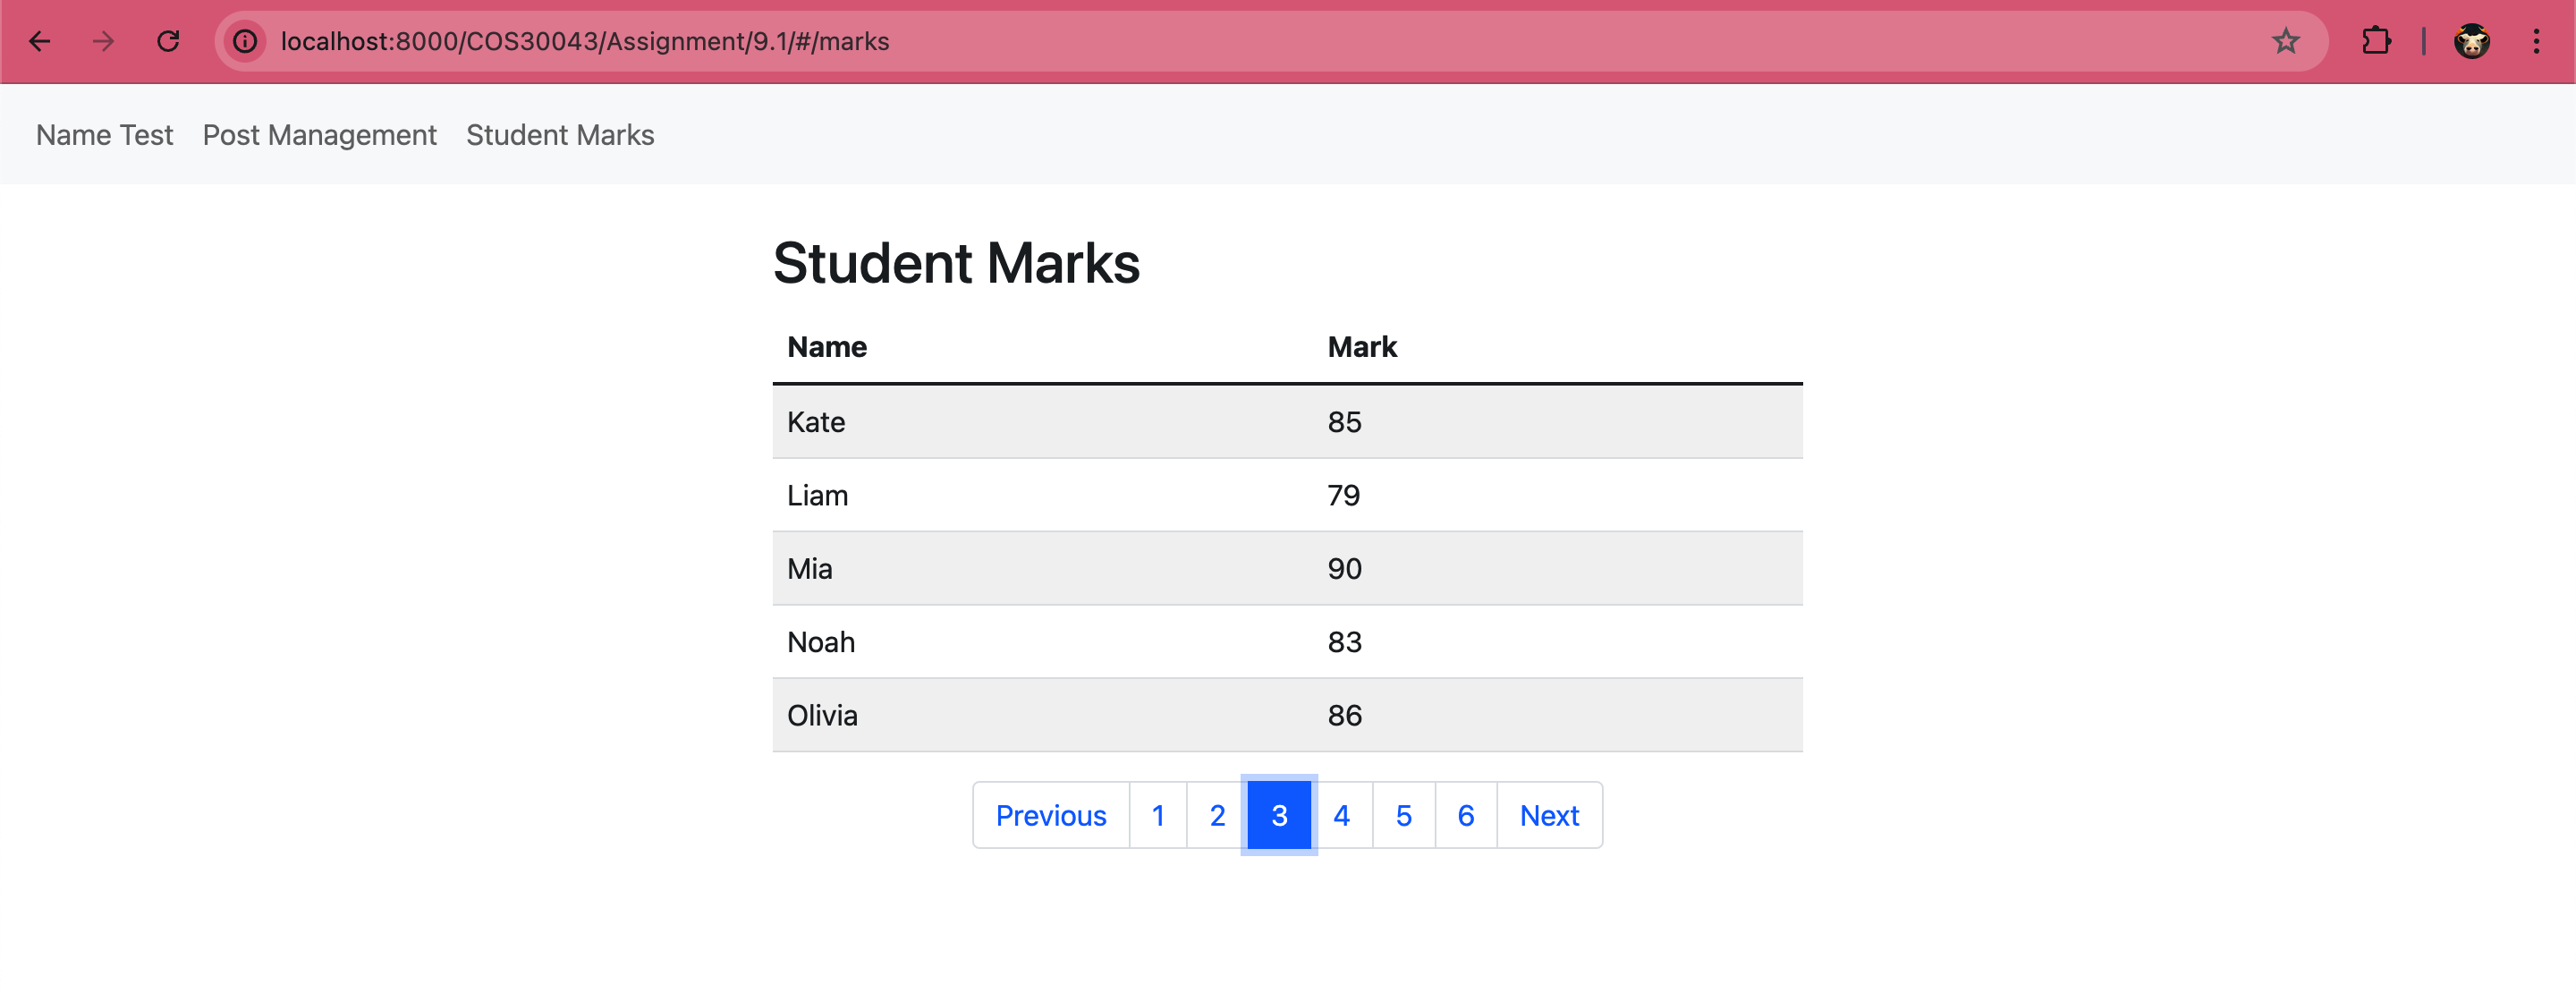 localhost:8000/COS30043/Assignment/9.1/#/marks
Name Test Post Management Student Marks
Student Marks
Name Mark
Kate 85
Liam 79
Mia 90
Noah 83
Olivia 86
Previous 1 2 3 4 5 6 Next